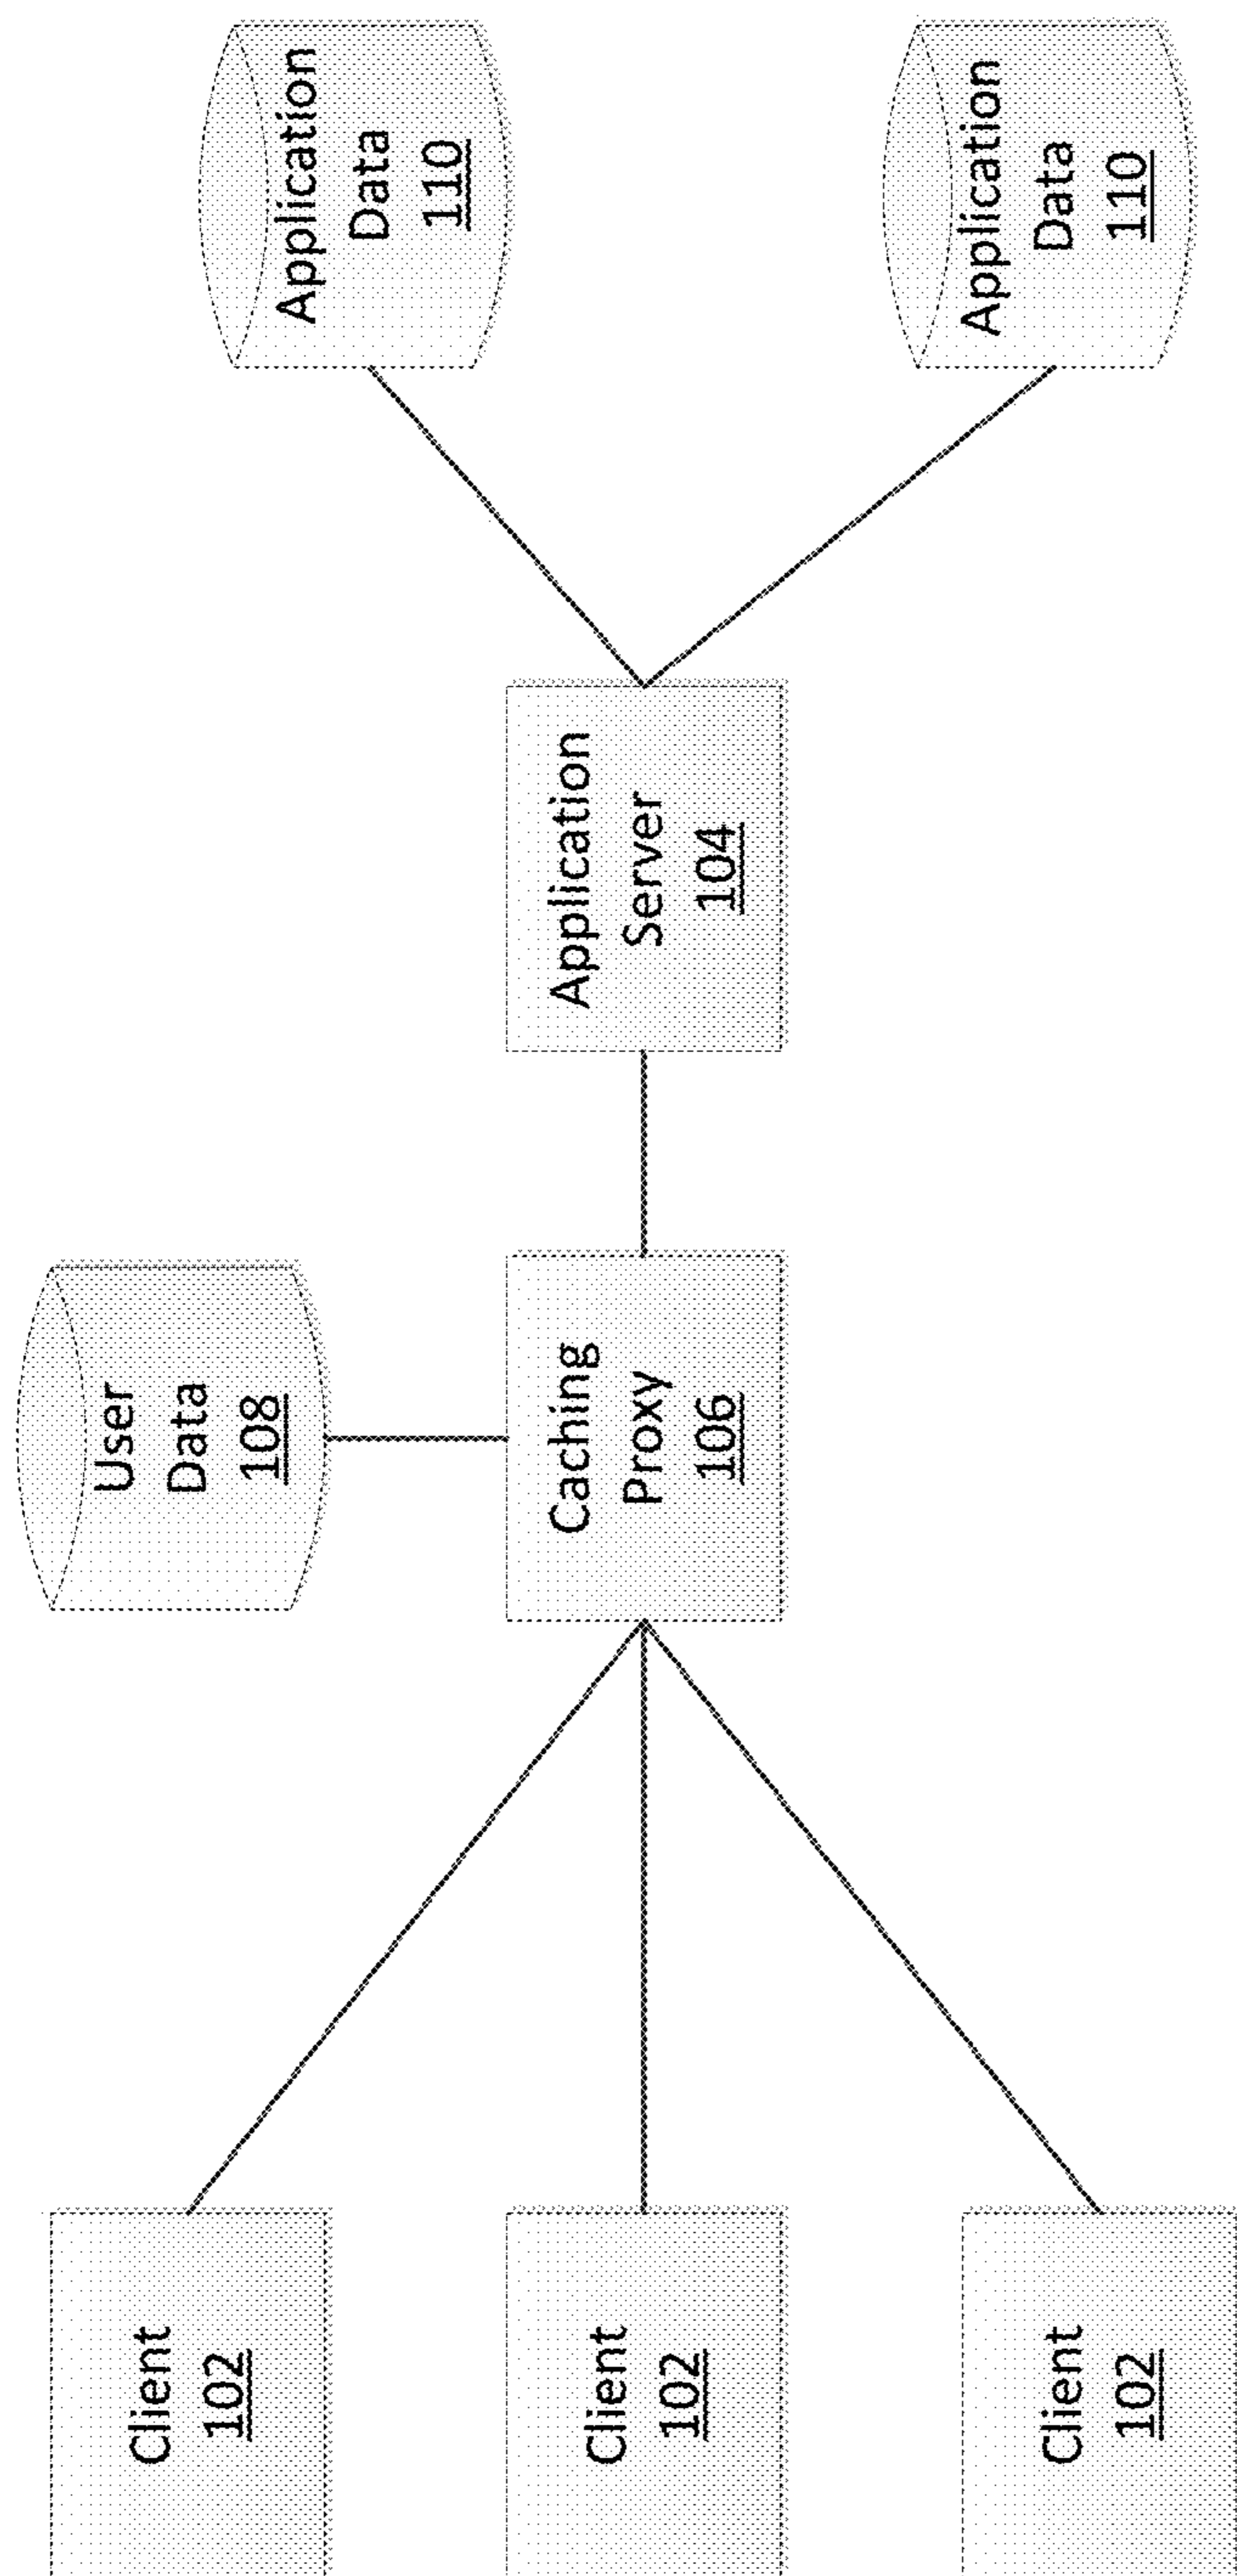 Client
102
Client
102
Client
102
User
Data
108
Caching
Proxy
106
Application
Server
104
Application
Data
110
Application
Data
110